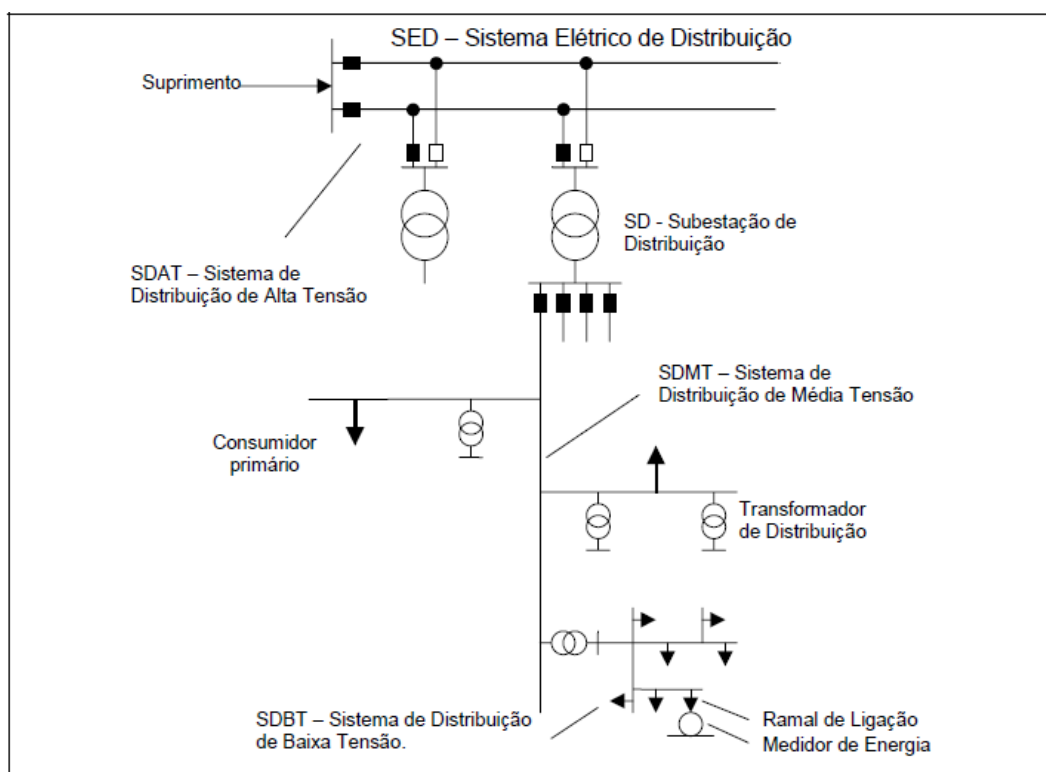 SED – Sistema Elétrico de Distribuição
Suprimento
SD - Subestação de
Distribuição
SDAT – Sistema de
Distribuição de Alta Tensão
SDMT – Sistema de
Distribuição de Média Tensão
Consumidor
primário
Transformador
de Distribuição
SDBT – Sistema de Distribuição
de Baixa Tensão.
Ramal de Ligação
Medidor de Energia